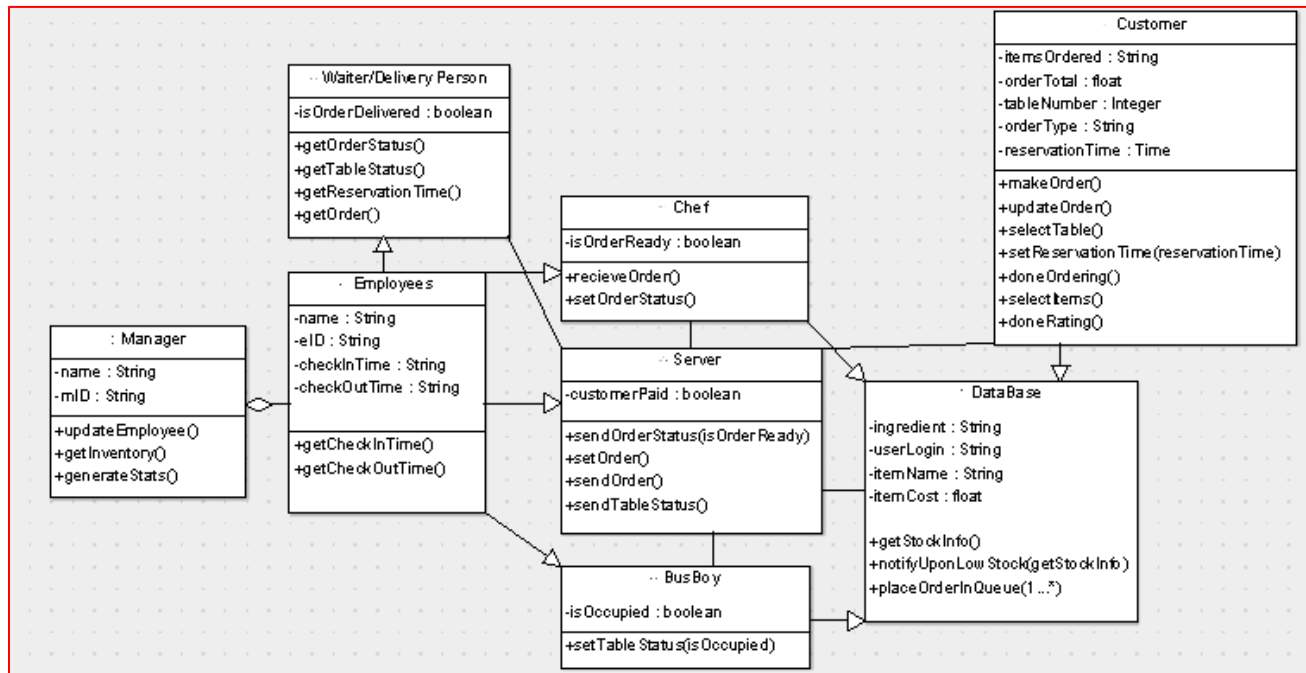 Customer
-itemsOrdered : String
-orderTotal : float
-tableNumber : Integer
-orderType : String
-reservationTime : Time
+makeOrder()
+updateOrder()
+selectTable()
+setReservationTime(reservationTime)
+doneOrdering()
+selectItems()
+doneRating()
Waiter/Delivery Person
-isOrderDelivered : boolean
+getOrderStatus()
+getTableStatus()
+getReservationTime()
+getOrder()
Chef
-isOrderReady : boolean
+recieveOrder()
+setOrderStatus()
Employees
-name : String
-eID : String
-checkInTime : String
-checkOutTime : String
+getCheckInTime()
+getCheckOutTime()
: Manager
-name : String
-mID : String
+updateEmployee()
+getInventory()
+generateStats()
Server
-customerPaid : boolean
+sendOrderStatus(isOrderReady)
+setOrder()
+sendOrder()
+sendTableStatus()
DataBase
-ingredient : String
-userLogin : String
-itemName : String
-itemCost : float
+getStockInfo()
+notifyUponLowStock(getStockInfo)
+placeOrderInQueue(1...*)
BusBoy
-isOccupied : boolean
+setTableStatus(isOccupied)